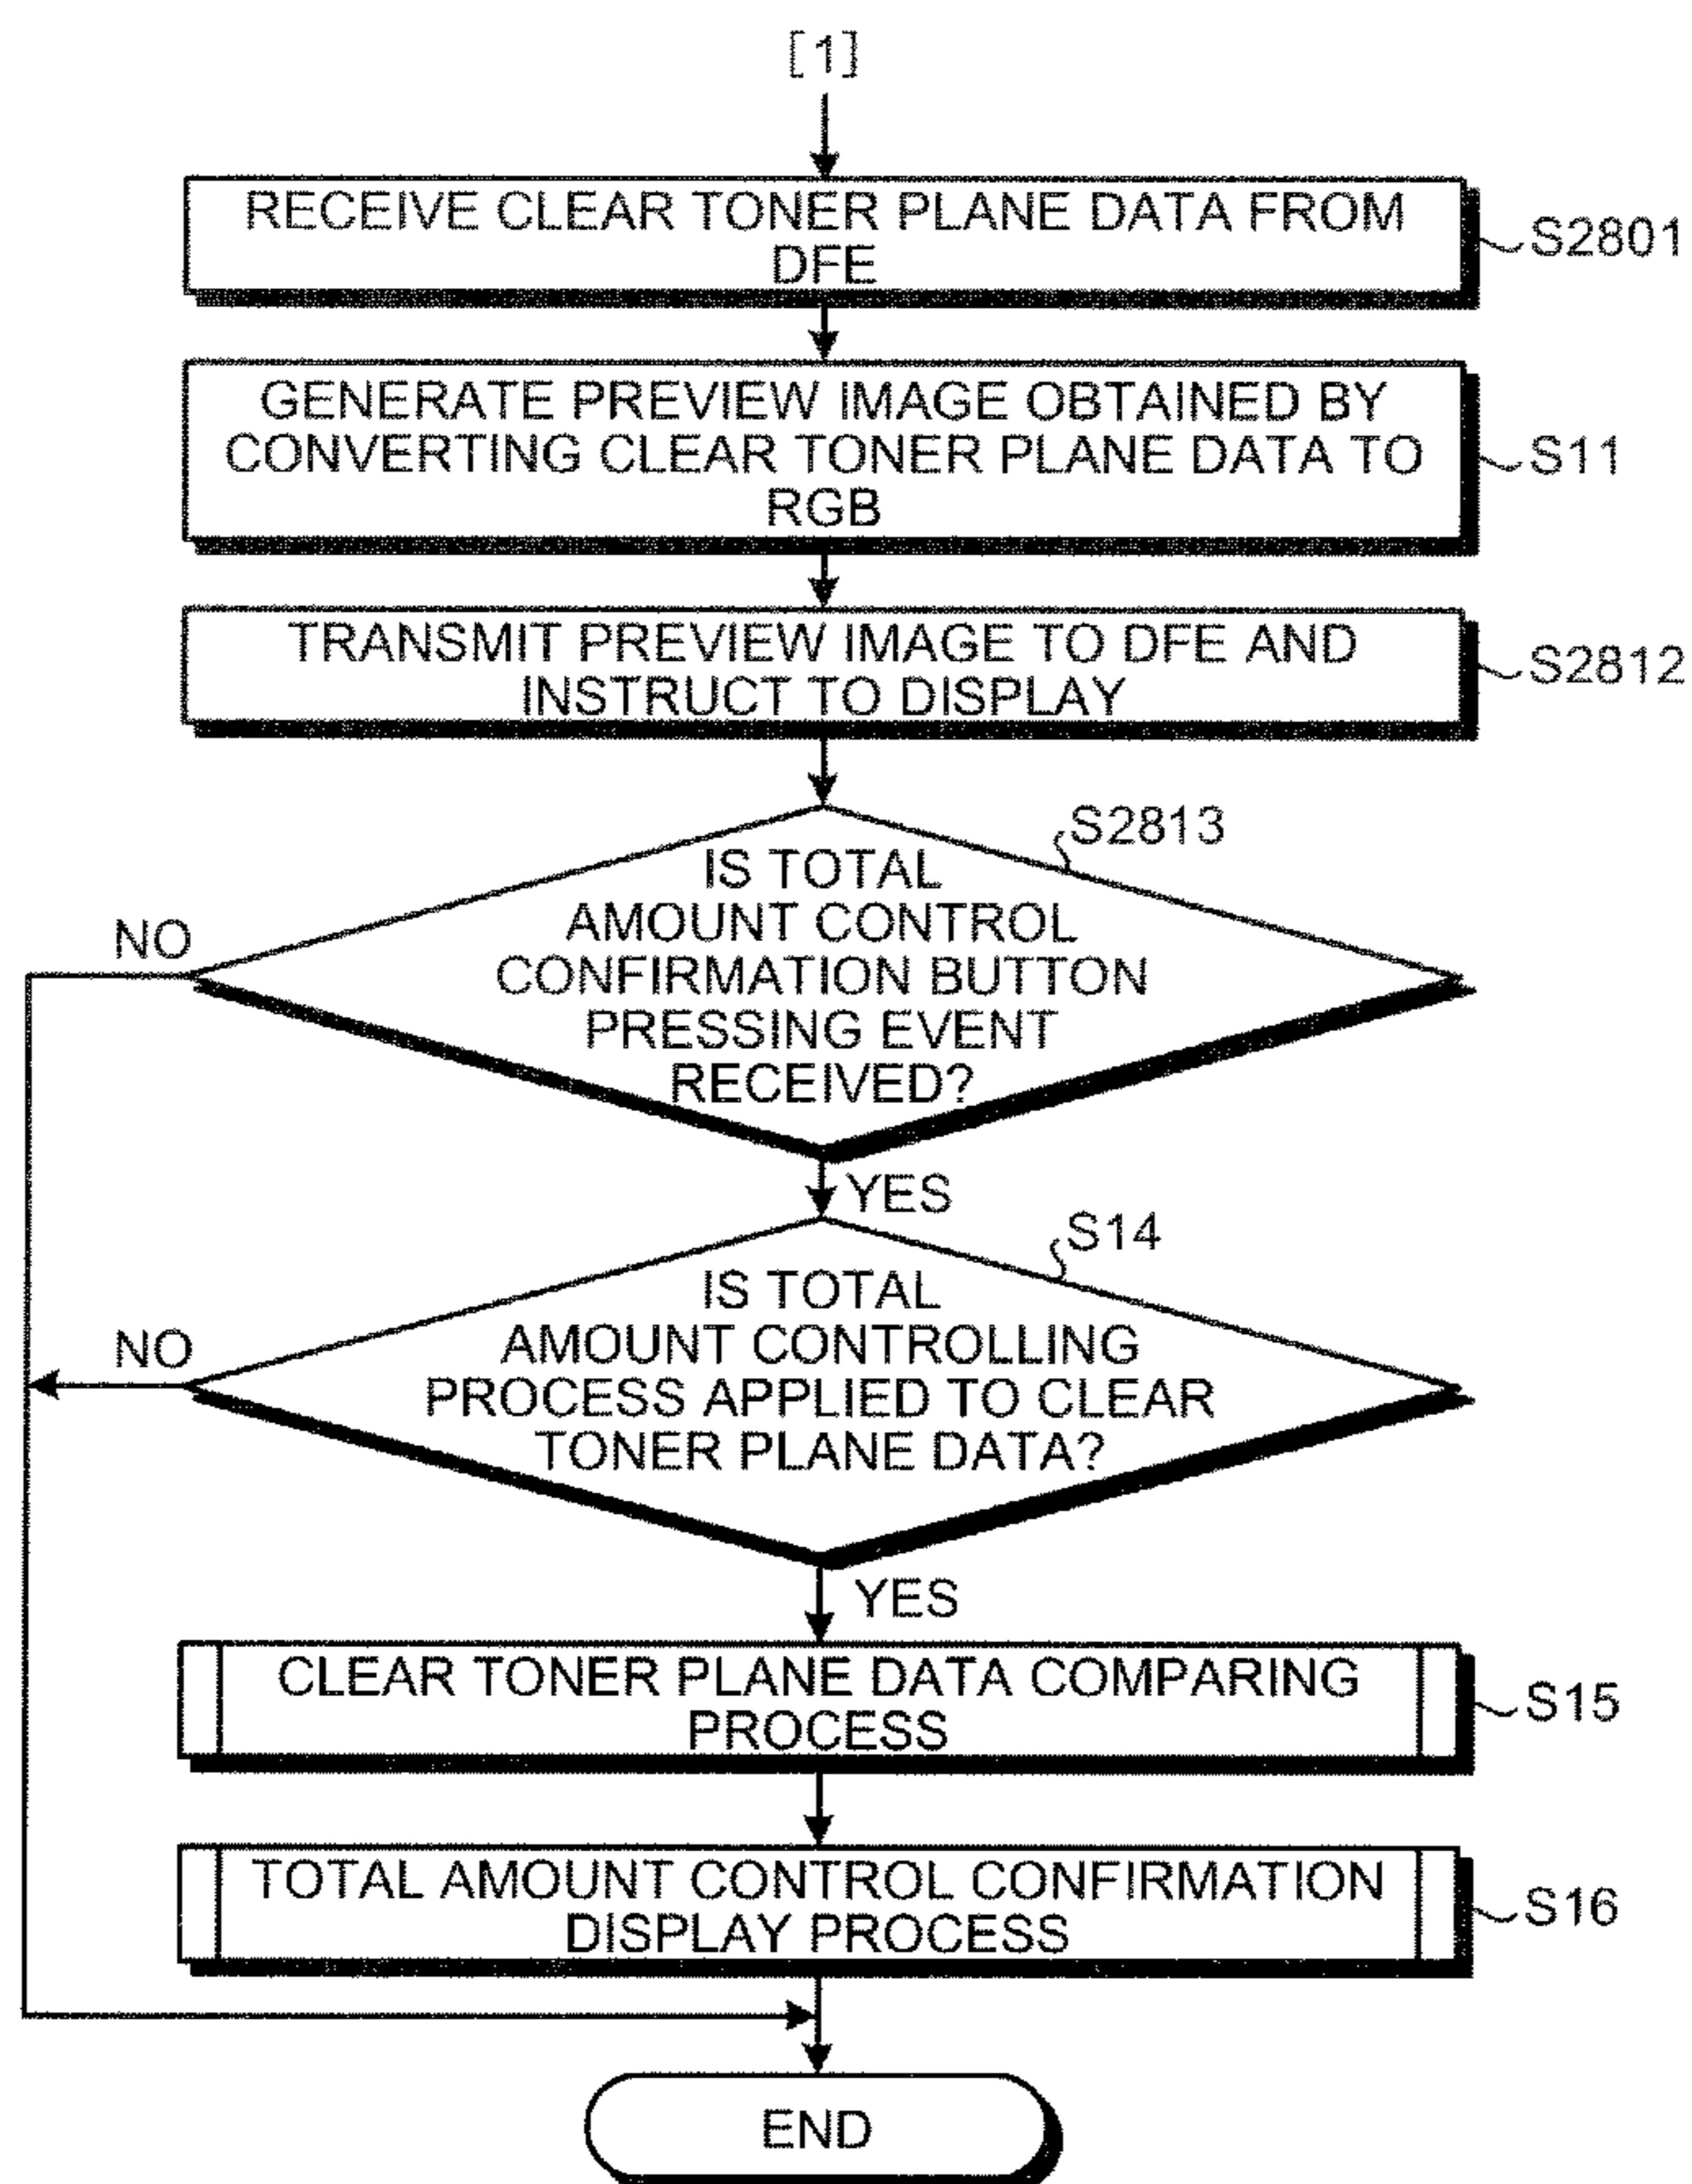 [1]
RECEIVE CLEAR TONER PLANE DATA FROM
DFE
S2801
GENERATE PREVIEW IMAGE OBTAINED BY
CONVERTING CLEAR TONER PLANE DATA TO
RGB
S11
TRANSMIT PREVIEW IMAGE TO DFE AND
INSTRUCT TO DISPLAY
S2812
S2813
IS TOTAL
AMOUNT CONTROL
CONFIRMATION BUTTON
PRESSING EVENT
RECEIVED?
NO
YES
S14
IS TOTAL
AMOUNT CONTROLLING
PROCESS APPLIED TO CLEAR
TONER PLANE DATA?
NO
YES
CLEAR TONER PLANE DATA COMPARING
PROCESS
S15
TOTAL AMOUNT CONTROL CONFIRMATION
DISPLAY PROCESS
S16
END